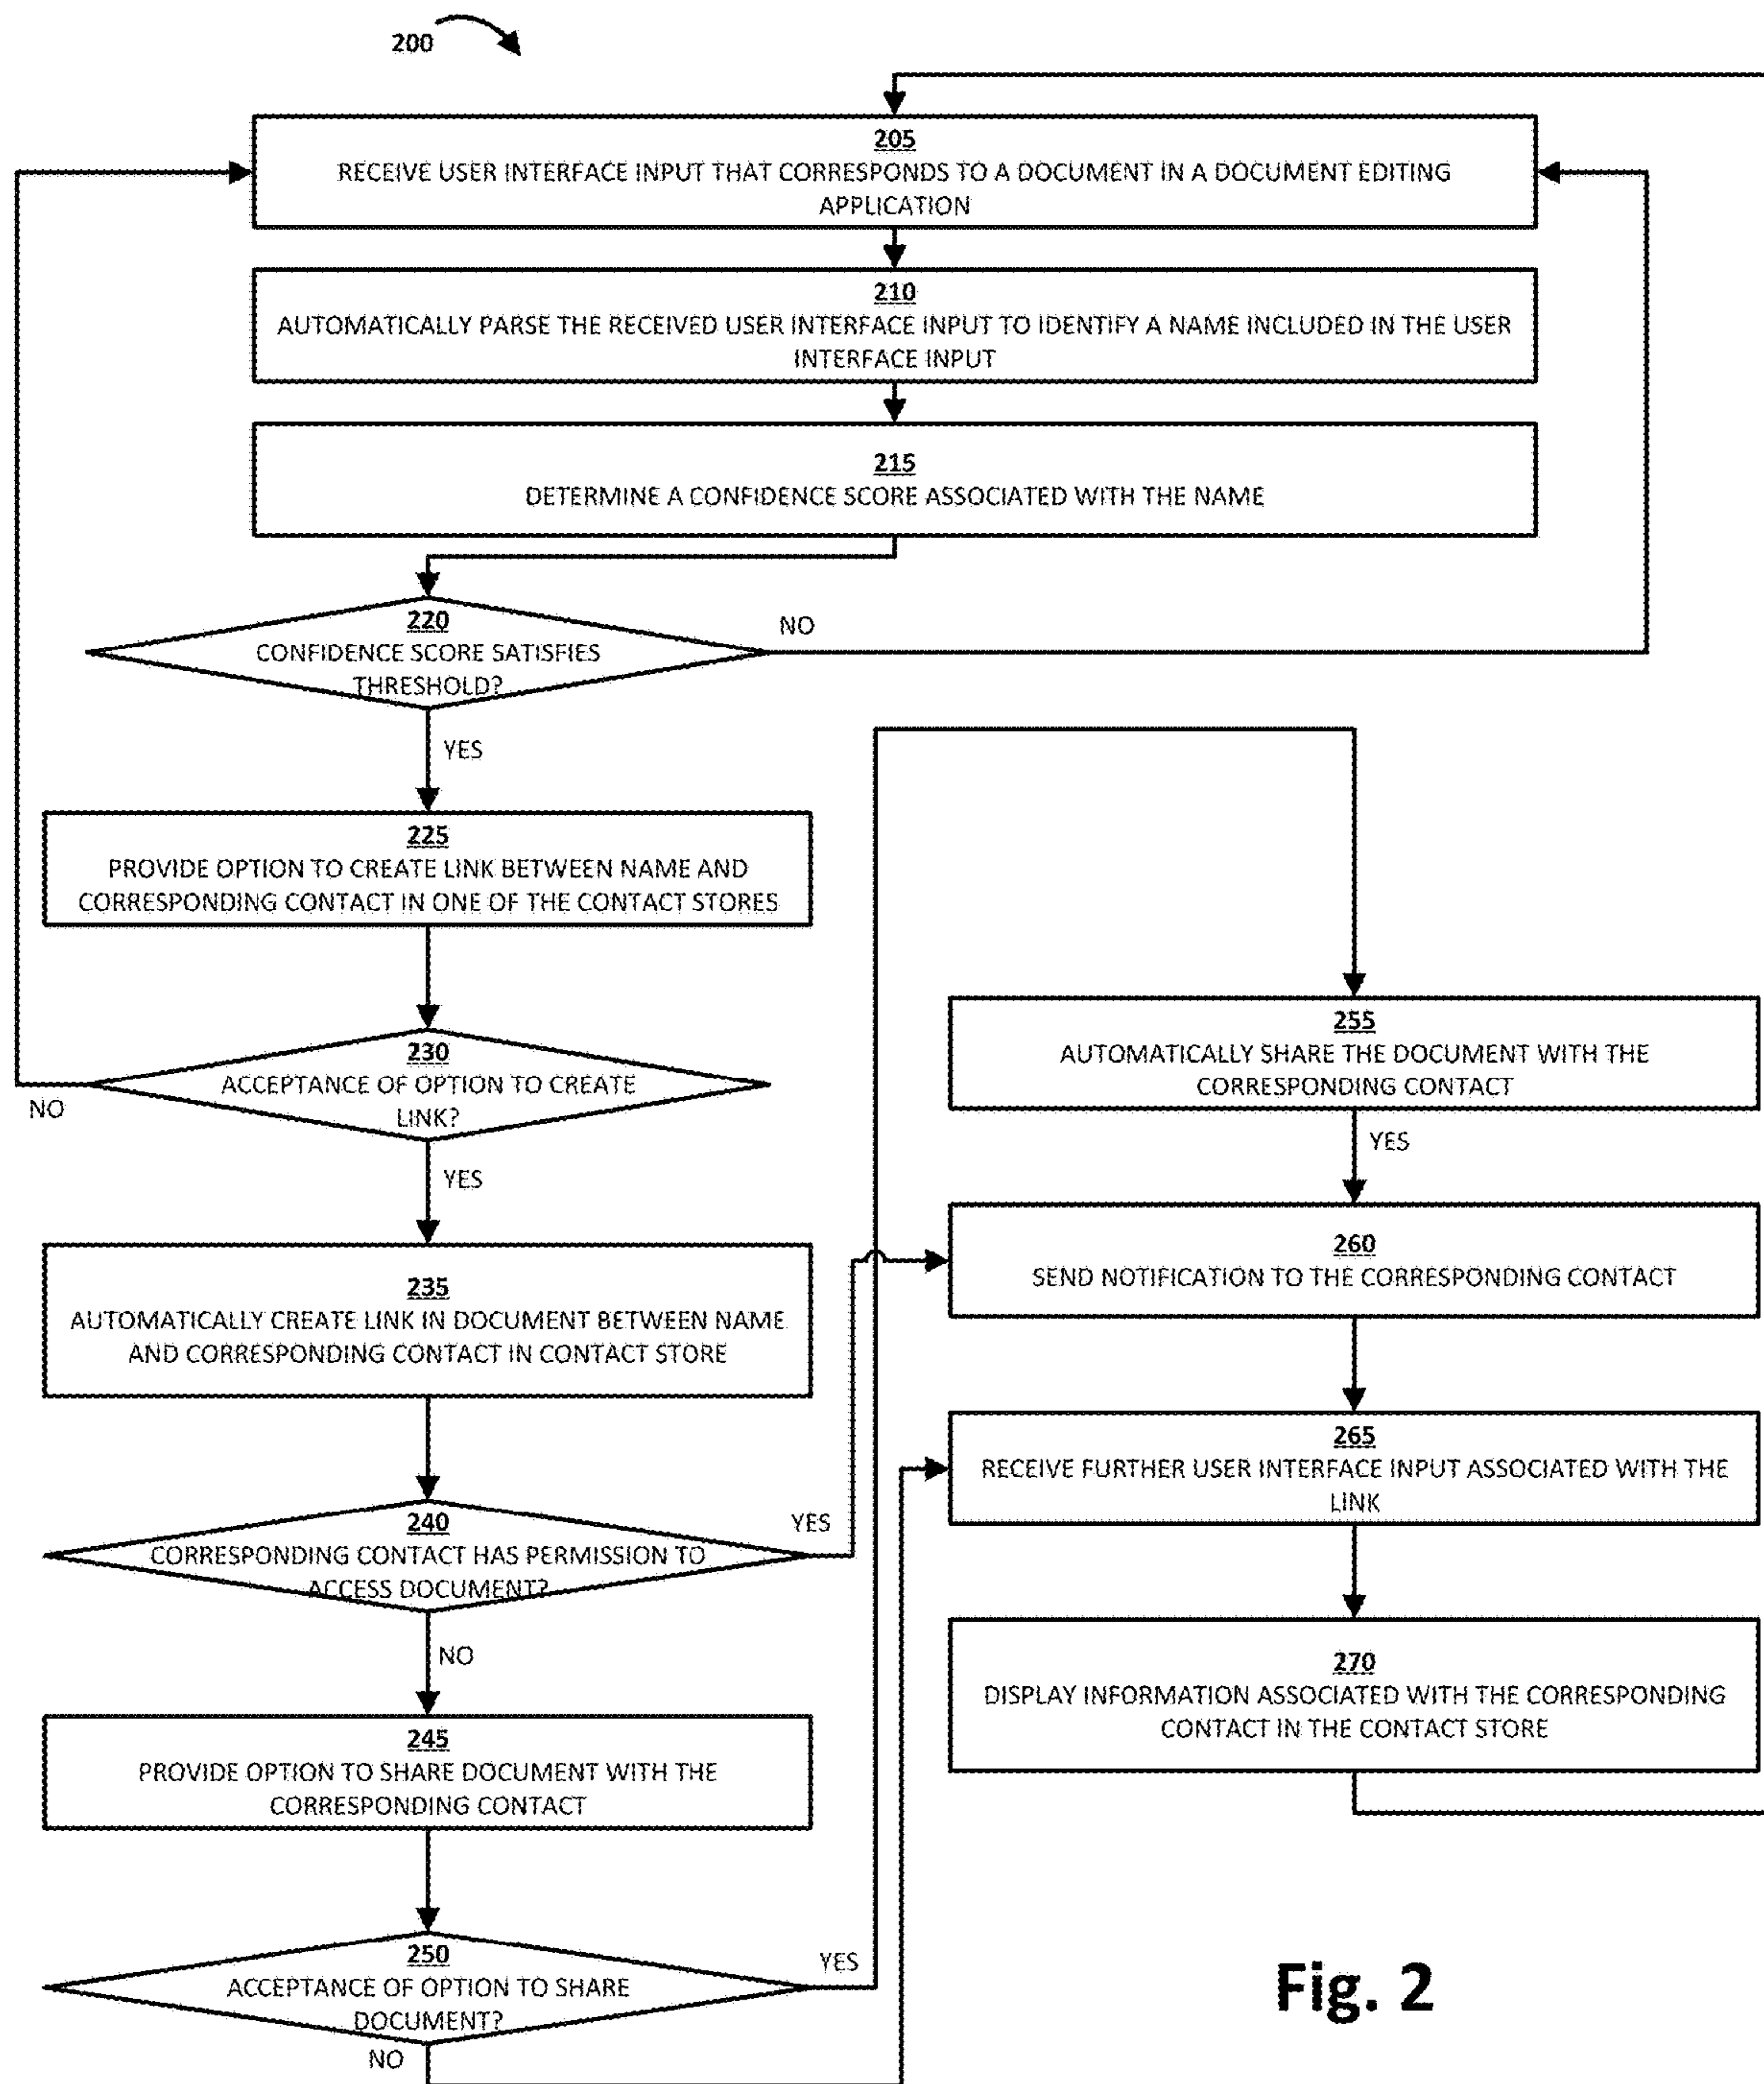 200
205
RECEIVE USER INTERFACE INPUT THAT CORRESPONDS TO A DOCUMENT IN A DOCUMENT EDITING
APPLICATION
210
AUTOMATICALLY PARSE THE RECEIVED USER INTERFACE INPUT TO IDENTIFY A NAME INCLUDED IN THE USER
INTERFACE INPUT
215
DETERMINE A CONFIDENCE SCORE ASSOCIATED WITH THE NAME
220
CONFIDENCE SCORE SATISFIES
THRESHOLD?
NO
YES
225
PROVIDE OPTION TO CREATE LINK BETWEEN NAME AND
CORRESPONDING CONTACT IN ONE OF THE CONTACT STORES
230
ACCEPTANCE OF OPTION TO CREATE
LINK?
NO
YES
235
AUTOMATICALLY CREATE LINK IN DOCUMENT BETWEEN NAME
AND CORRESPONDING CONTACT IN CONTACT STORE
240
CORRESPONDING CONTACT HAS PERMISSION TO
ACCESS DOCUMENT?
YES
NO
245
PROVIDE OPTION TO SHARE DOCUMENT WITH THE
CORRESPONDING CONTACT
250
ACCEPTANCE OF OPTION TO SHARE
DOCUMENT?
YES
NO
255
AUTOMATICALLY SHARE THE DOCUMENT WITH THE
CORRESPONDING CONTACT
YES
260
SEND NOTIFICATION TO THE CORRESPONDING CONTACT
265
RECEIVE FURTHER USER INTERFACE INPUT ASSOCIATED WITH THE
LINK
270
DISPLAY INFORMATION ASSOCIATED WITH THE CORRESPONDING
CONTACT IN THE CONTACT STORE
Fig. 2